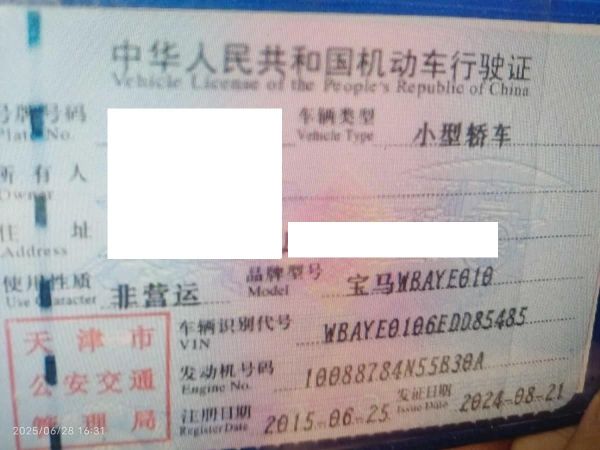 中华人民共和国机动车行驶证
Vehicle License of the People's Republic of China
号牌号码 车辆类型 小型轿车
Plate No. Vehicle Type
所有人
Owner
住址
Address
使用性质 非营运 品牌型号 宝马WBAYE010
Use Character Model
天津市
公安交通
管理局
车辆识别代号 WBAYE0106EDD85485
VIN
发动机号码 10088784N55B30A
Engine No.
注册日期 2015-06-25 发证日期 2024-08-21
Register Date Issue Date
2025/06/28 16:31